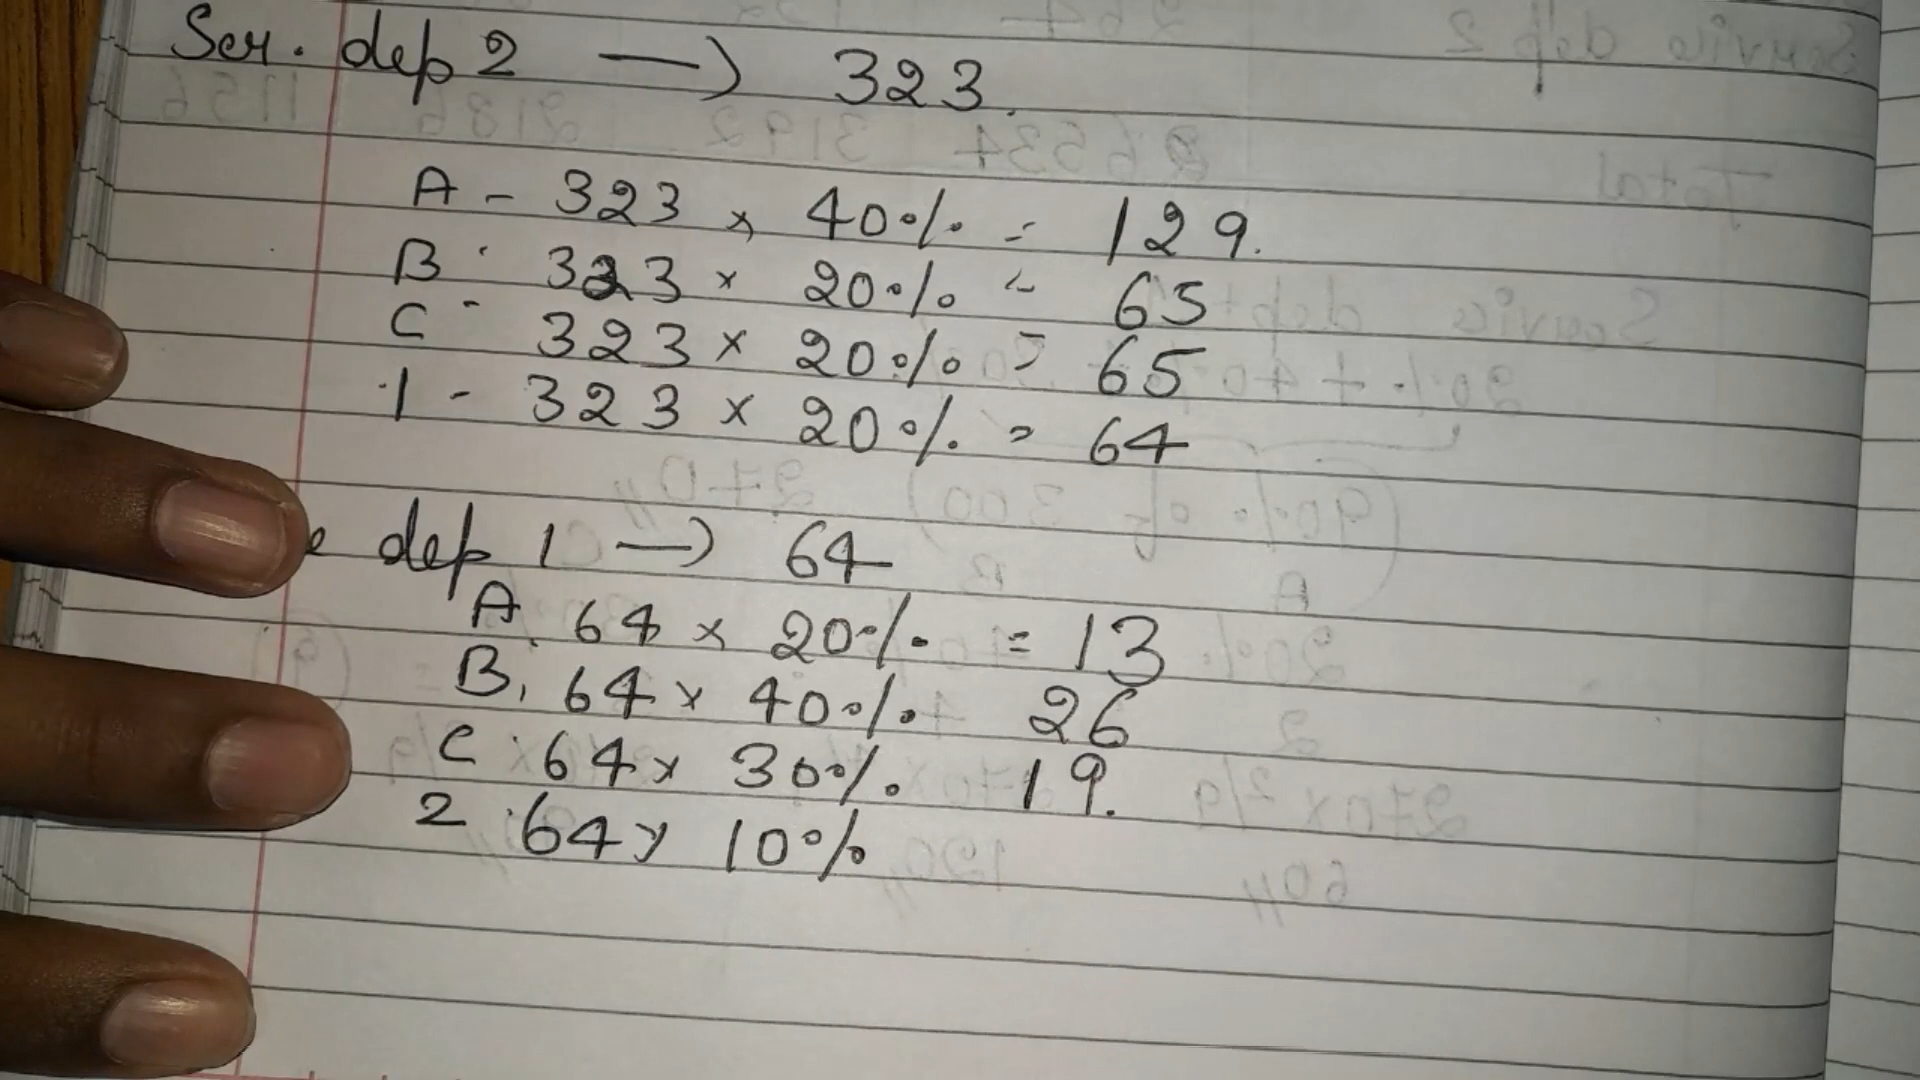 Ser. dep 2 → 323.
A - 323 × 40% = 129.
B - 323 × 20% = 65
C - 323 × 20% = 65
1 - 323 × 20% = 64
e dep 1 → 64
A. 64 × 20% = 13
B. 64 × 40% 26
C. 64 × 30% 19.
2. 64 × 10%